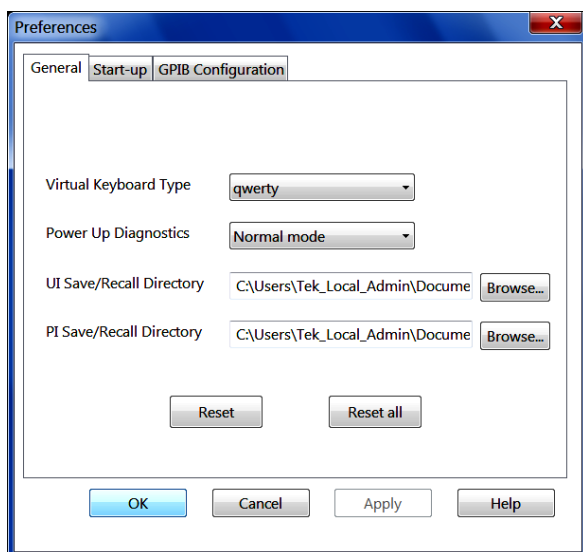 Preferences
General Start-up GPIB Configuration
Virtual Keyboard Type qwerty
Power Up Diagnostics Normal mode
UI Save/Recall Directory C:\Users\Tek_Local_Admin\Docume Browse...
PI Save/Recall Directory C:\Users\Tek_Local_Admin\Docume Browse...
Reset Reset all
OK Cancel Apply Help